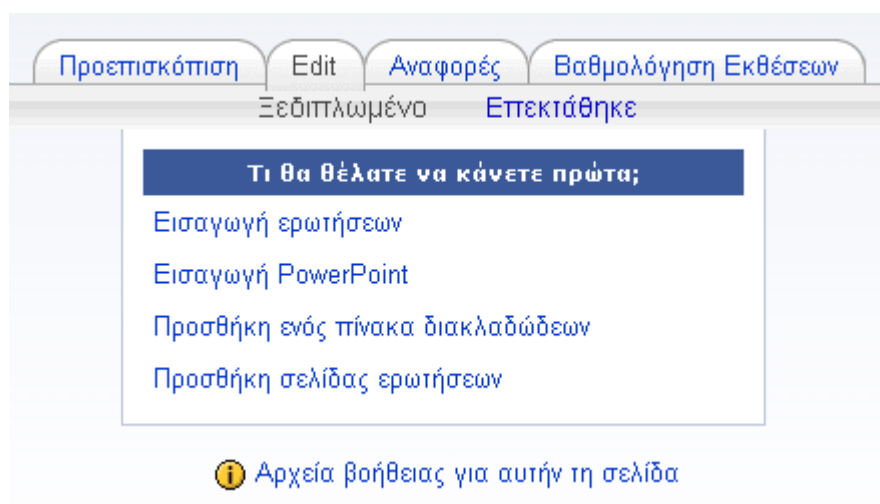 Προεπισκόπιση Edit Αναφορές Βαθμολόγηση Εκθέσεων
Ξεδιπλωμένο Επεκτάθηκε
Τι θα θέλατε να κάνετε πρώτα;
Εισαγωγή ερωτήσεων
Εισαγωγή PowerPoint
Προσθήκη ενός πίνακα διακλαδώδεων
Προσθήκη σελίδας ερωτήσεων
Αρχεία βοήθειας για αυτήν τη σελίδα